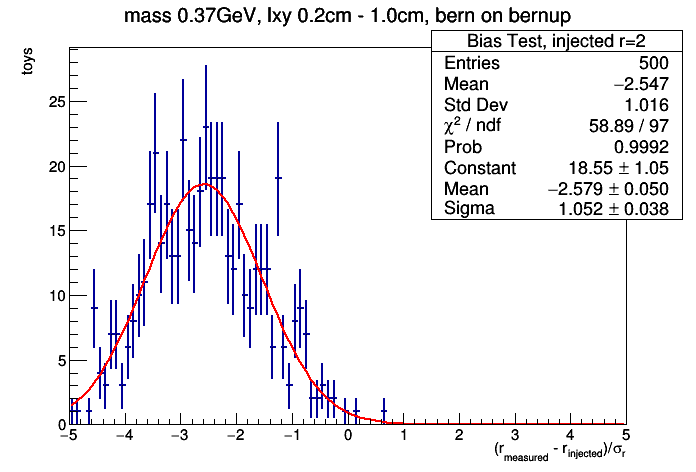 mass 0.37GeV, lxy 0.2cm - 1.0cm, bern on bernup
toys
Bias Test, injected r=2
Entries 500
Mean −2.547
Std Dev 1.016
χ² / ndf 58.89 / 97
Prob 0.9992
Constant 18.55 ± 1.05
Mean −2.579 ± 0.050
Sigma 1.052 ± 0.038
25
20
15
10
5
0
−5 −4 −3 −2 −1 0 1 2 3 4 5
(r_measured - r_injected)/σ_r